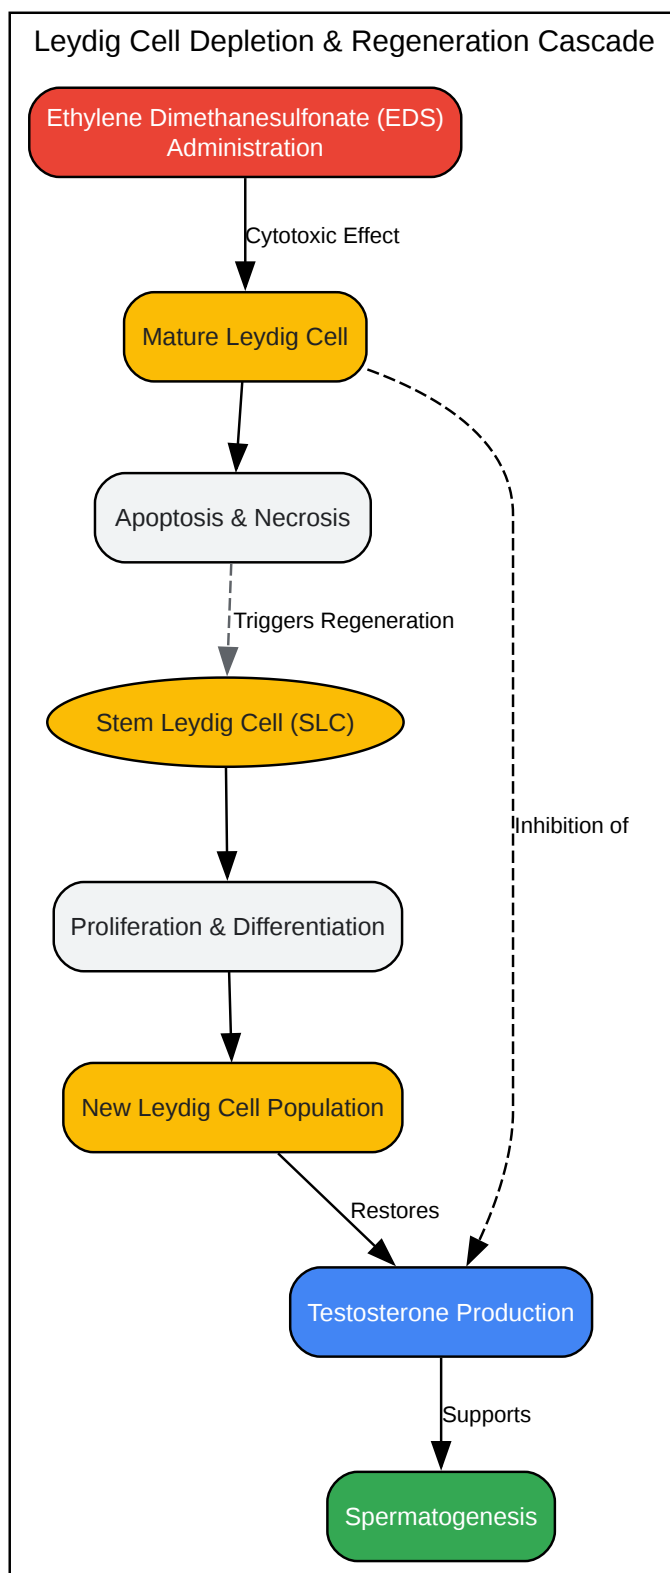 Leydig Cell Depletion & Regeneration Cascade
Ethylene Dimethanesulfonate (EDS)
Administration
Cytotoxic Effect
Mature Leydig Cell
Apoptosis & Necrosis
Triggers Regeneration
Stem Leydig Cell (SLC)
Inhibition of
Proliferation & Differentiation
New Leydig Cell Population
Restores
Testosterone Production
Supports
Spermatogenesis